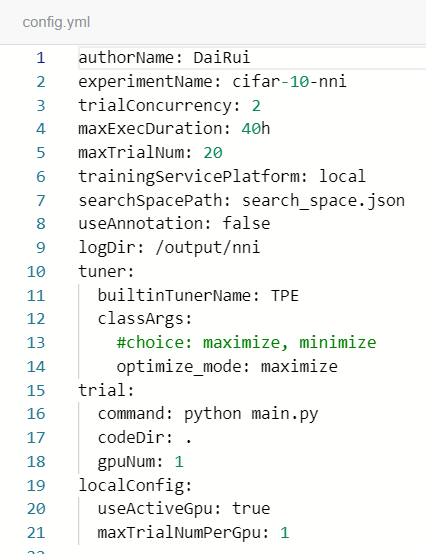 config.yml
1 authorName: DaiRui
2 experimentName: cifar-10-nni
3 trialConcurrency: 2
4 maxExecDuration: 40h
5 maxTrialNum: 20
6 trainingServicePlatform: local
7 searchSpacePath: search_space.json
8 useAnnotation: false
9 logDir: /output/nni
10 tuner:
11   builtinTunerName: TPE
12   classArgs:
13     #choice: maximize, minimize
14     optimize_mode: maximize
15 trial:
16   command: python main.py
17   codeDir: .
18   gpuNum: 1
19 localConfig:
20   useActiveGpu: true
21   maxTrialNumPerGpu: 1